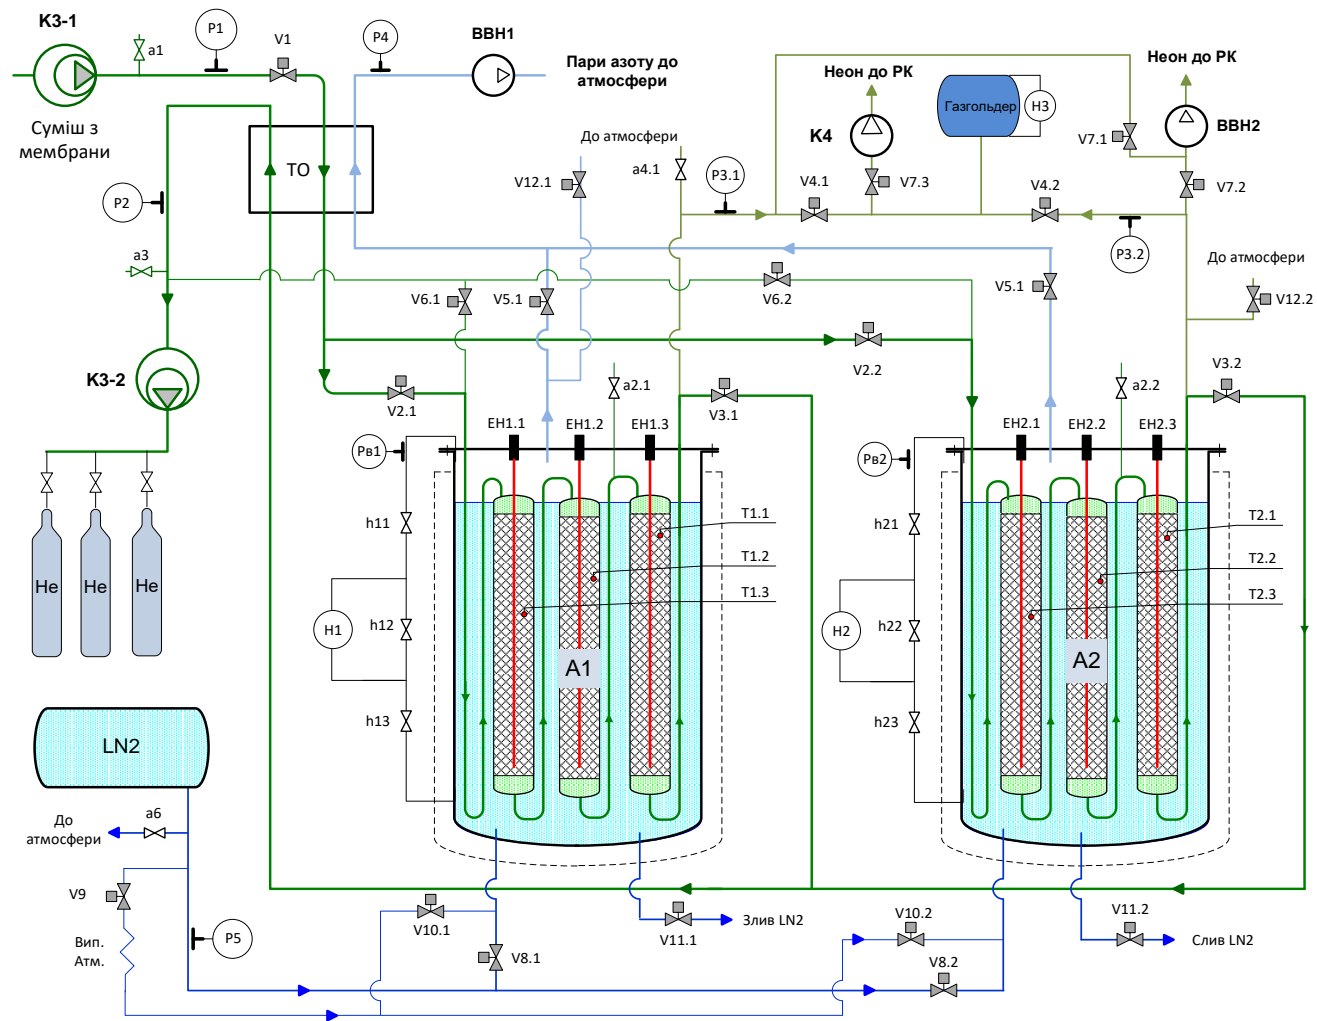 КЗ-1
a1
P1
V1
P4
ВВН1
Пари азоту до
атмосфери
Неон до РК
Неон до РК
Газгольдер
Н3
К4
ВВН2
V7.1
Суміш з
мембрани
ТО
До атмосфери
a4.1
P3.1
V12.1
V4.1
V7.3
V4.2
V7.2
P2
P3.2
a3
До атмосфери
V6.1
V5.1
V6.2
V5.1
V12.2
КЗ-2
V2.1
a2.1
V3.1
V2.2
a2.2
V3.2
EH1.1
EH1.2
EH1.3
EH2.1
EH2.2
EH2.3
Рв1
Рв2
h11
T1.1
h21
T2.1
T1.2
T2.2
T1.3
T2.3
He
He
He
H1
h12
H2
h22
A1
A2
h13
h23
LN2
a6
До
атмосфери
V9
V10.1
V11.1
Злив LN2
V10.2
V11.2
Слив LN2
P5
Вип.
Атм.
V8.1
V8.2